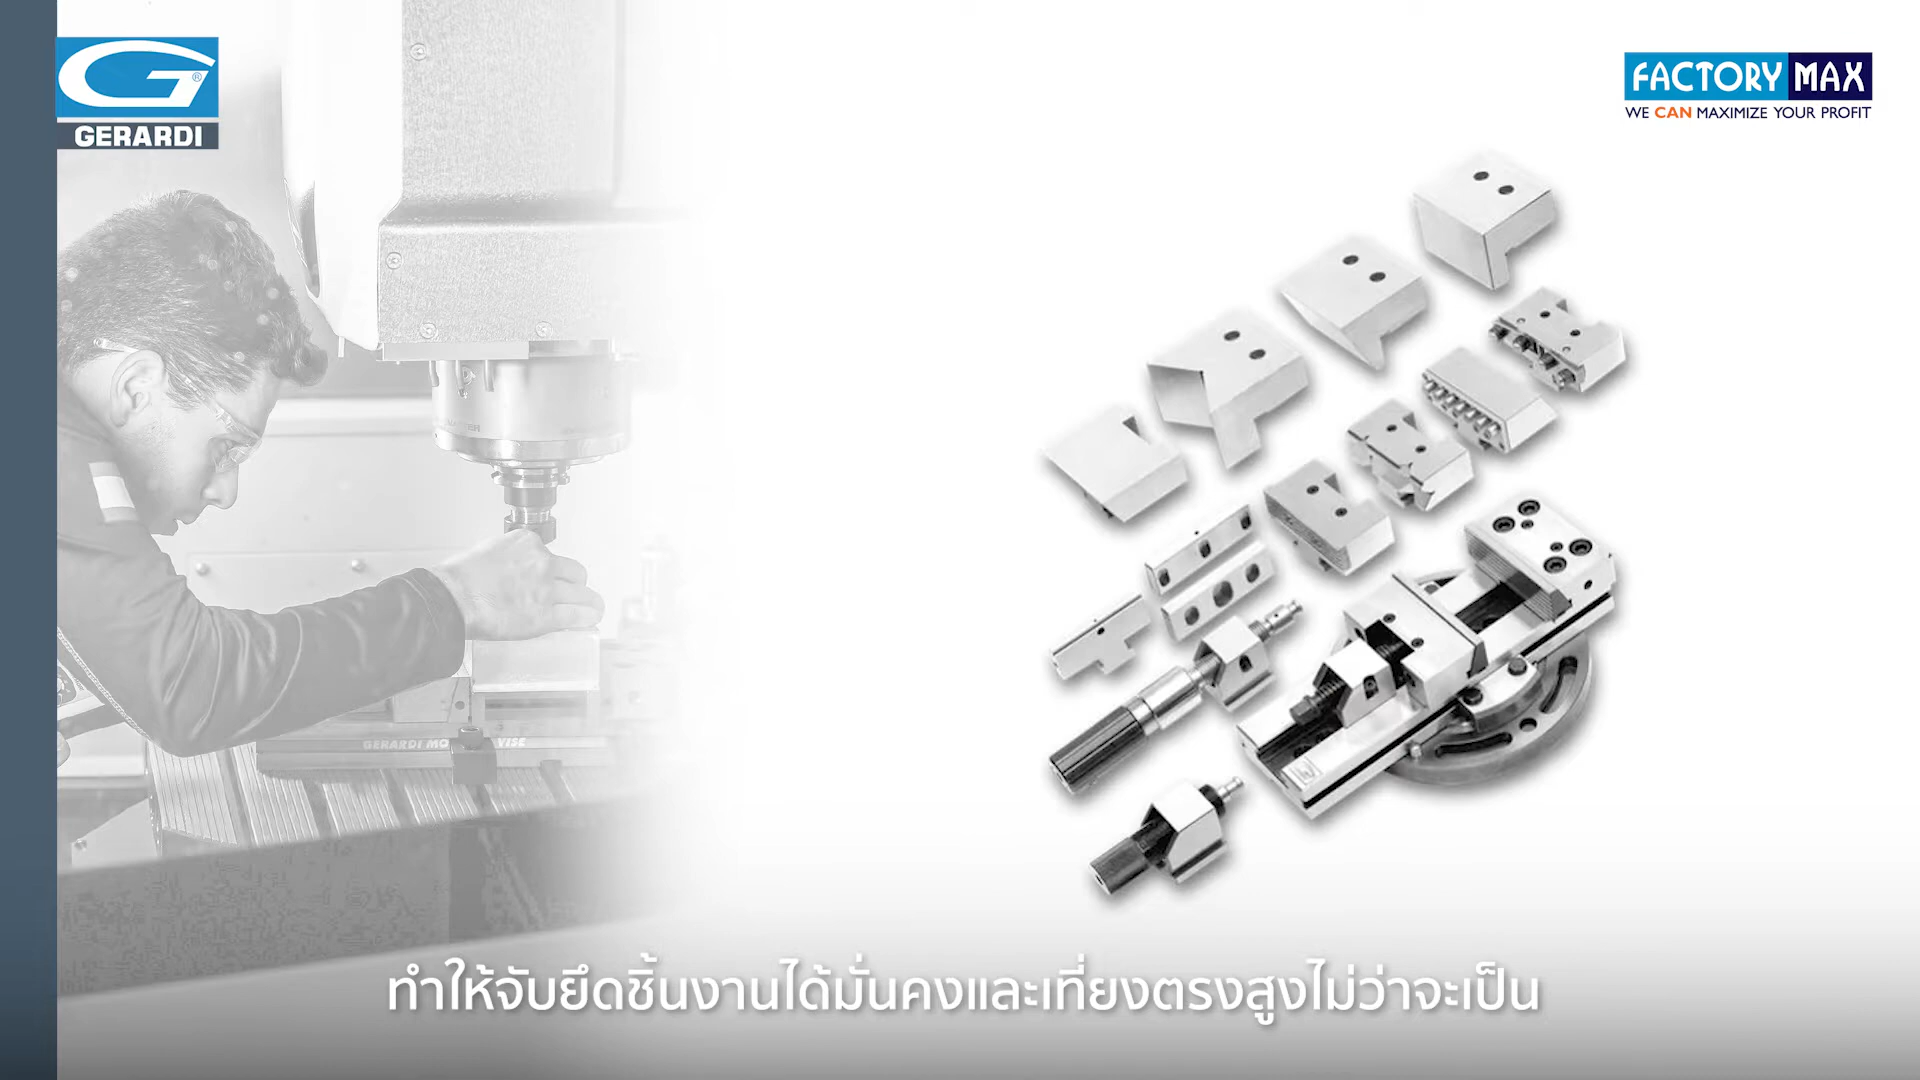 GERARDI
FACTORY MAX
WE CAN MAXIMIZE YOUR PROFIT
GERARDI MO VISE
ทำให้จับยึดชิ้นงานได้มั่นคงและเที่ยงตรงสูงไม่ว่าจะเป็น